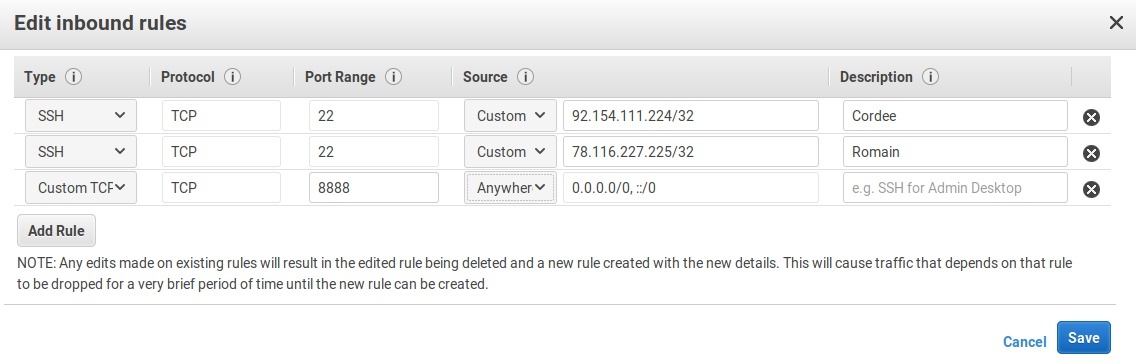 Edit inbound rules
Type Protocol Port Range Source Description
SSH TCP 22 Custom 92.154.111.224/32 Cordee
SSH TCP 22 Custom 78.116.227.225/32 Romain
Custom TCF TCP 8888 Anywher 0.0.0.0/0, ::/0 e.g. SSH for Admin Desktop
Add Rule
NOTE: Any edits made on existing rules will result in the edited rule being deleted and a new rule created with the new details. This will cause traffic that depends on that rule
to be dropped for a very brief period of time until the new rule can be created.
Cancel Save